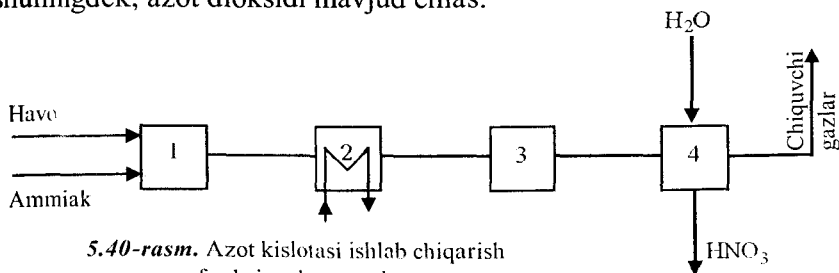 azot dioksidi mavjud emas.
H₂O
Havo
Ammiak
1
2
3
4
Chiquvchi
gazlar
HNO₃
5.40-rasm. Azot kislotasi ishlab chiqarish